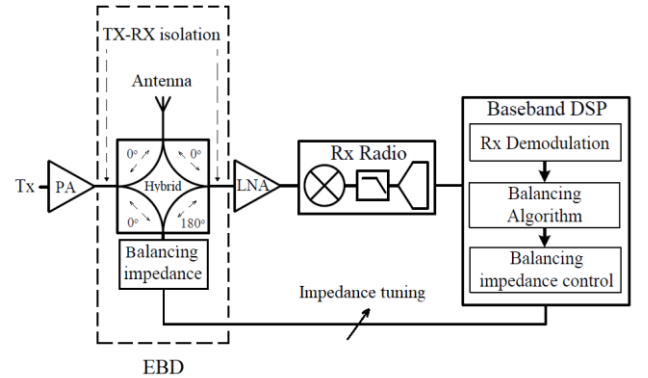 TX-RX isolation
Antenna
0° 0°
Hybrid
0° 180°
Tx
PA
LNA
Balancing
impedance
EBD
Rx Radio
Impedance tuning
Baseband DSP
Rx Demodulation
Balancing
Algorithm
Balancing
impedance control